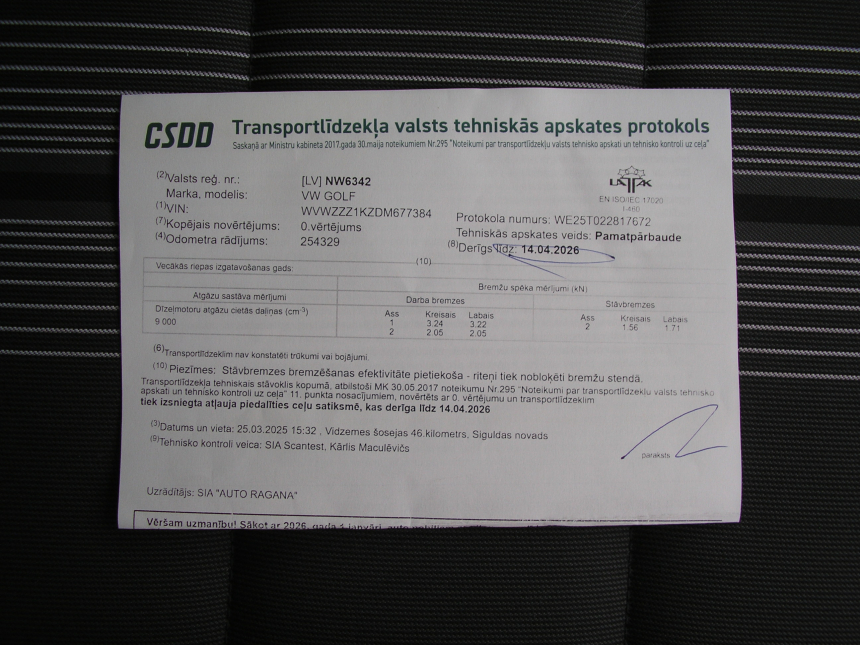 CSDD Transportlīdzekļa valsts tehniskās apskates protokols
Saskaņā ar Ministru kabineta 2017.gada 30.maija noteikumiem Nr.295 "Noteikumi par transportlīdzekļu valsts tehnisko apskati un tehnisko kontroli uz ceļa"
(2)Valsts reģ. nr.: [LV] NW6342
Marka, modelis: VW GOLF
(1)VIN: WVWZZZ1KZDM677384
(7)Kopējais novērtējums: 0.vērtējums
(4)Odometra rādījums: 254329
LATAK
EN ISO/IEC 17020
I-460
Protokola numurs: WE25T022817672
Tehniskās apskates veids: Pamatpārbaude
(8)Derīgs līdz: 14.04.2026
Vecākās riepas izgatavošanas gads: (10)
Bremžu spēka mērījumi (kN)
Atgāzu sastāva mērījumi Darba bremzes Stāvbremzes
Dīzeļmotoru atgāzu cietās daļiņas (cm-3) Ass Kreisais Labais Ass Kreisais Labais
9 000 1 3.24 3.22 2 1.56 1.71
2 2.05 2.05
(6)Transportlīdzeklim nav konstatēti trūkumi vai bojājumi.
(10)Piezīmes: Stāvbremzes bremzēšanas efektivitāte pietiekoša - riteņi tiek nobloķēti bremžu stendā.
Transportlīdzekļa tehniskais stāvoklis kopumā, atbilstoši MK 30.05.2017 noteikumu Nr.295 "Noteikumi par transportlīdzekļu valsts tehnisko
apskati un tehnisko kontroli uz ceļa" 11. punkta nosacījumiem, novērtēts ar 0. vērtējumu un transportlīdzeklim
tiek izsniegta atļauja piedalīties ceļu satiksmē, kas derīga līdz 14.04.2026
(3)Datums un vieta: 25.03.2025 15:32 , Vidzemes šosejas 46.kilometrs, Siguldas novads
(9)Tehnisko kontroli veica: SIA Scantest, Kārlis Maculēvičs
paraksts
Uzrādītājs: SIA "AUTO RAGANA"
Vēršam uzmanību! Sākot ar 2026. gada 1.janvāri,